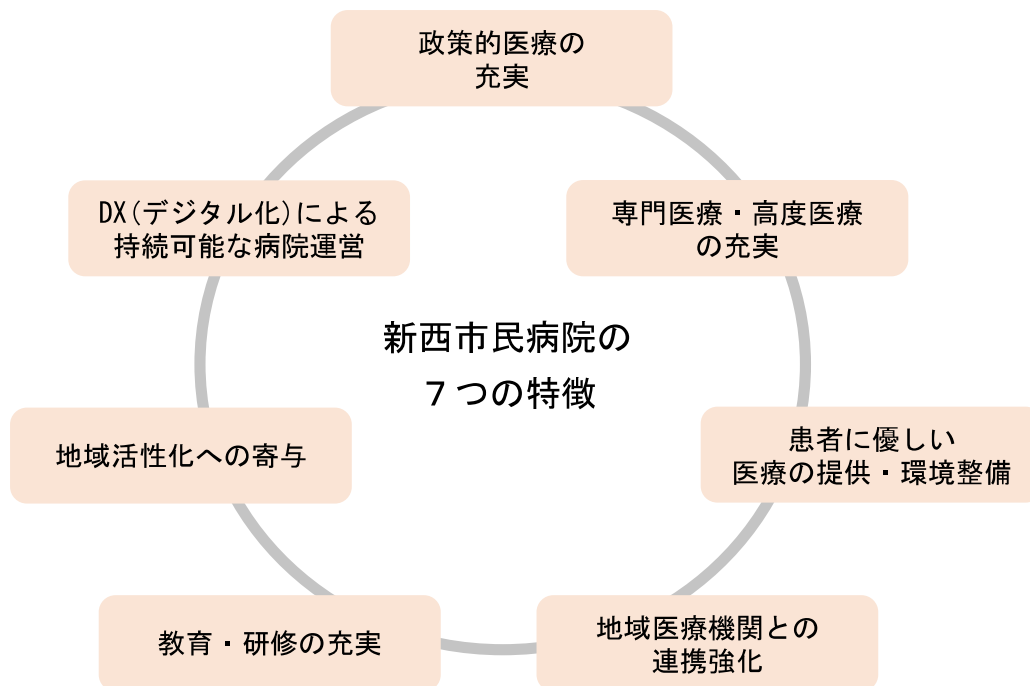 政策的医療の
充実
専門医療・高度医療
の充実
患者に優しい
医療の提供・環境整備
地域医療機関との
連携強化
教育・研修の充実
地域活性化への寄与
DX(デジタル化)による
持続可能な病院運営
新西市民病院の
7つの特徴